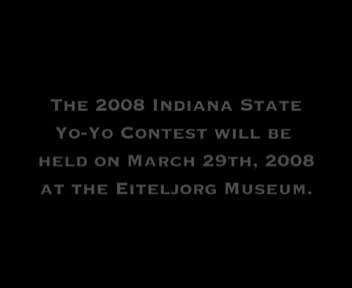 The 2008 Indiana State
Yo-Yo Contest will be
held on March 29th, 2008
at the Eiteljorg Museum.